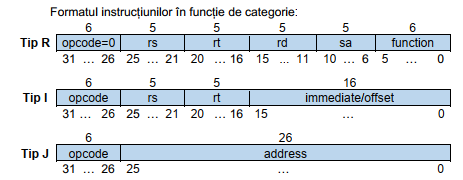 Formatul instrucțiunilor în funcție de categorie:
6 5 5 5 5 6
Tip R opcode=0 rs rt rd sa function
31 ... 26 25 ... 21 20 ... 16 15 ... 11 10 ... 6 5 ... 0
6 5 5 16
Tip I opcode rs rt immediate/offset
31 ... 26 25 ... 21 20 ... 16 15 ... 0
6 26
Tip J opcode address
31 ... 26 25 ... 0